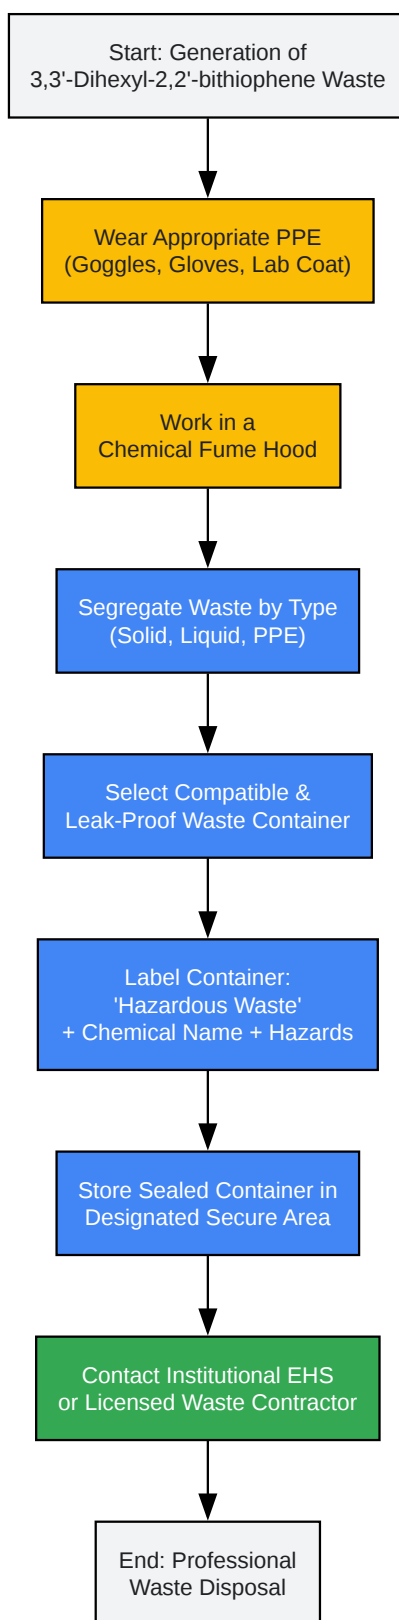 Start: Generation of
3,3'-Dihexyl-2,2'-bithiophene Waste
Wear Appropriate PPE
(Goggles, Gloves, Lab Coat)
Work in a
Chemical Fume Hood
Segregate Waste by Type
(Solid, Liquid, PPE)
Select Compatible &
Leak-Proof Waste Container
Label Container:
'Hazardous Waste'
+ Chemical Name + Hazards
Store Sealed Container in
Designated Secure Area
Contact Institutional EHS
or Licensed Waste Contractor
End: Professional
Waste Disposal